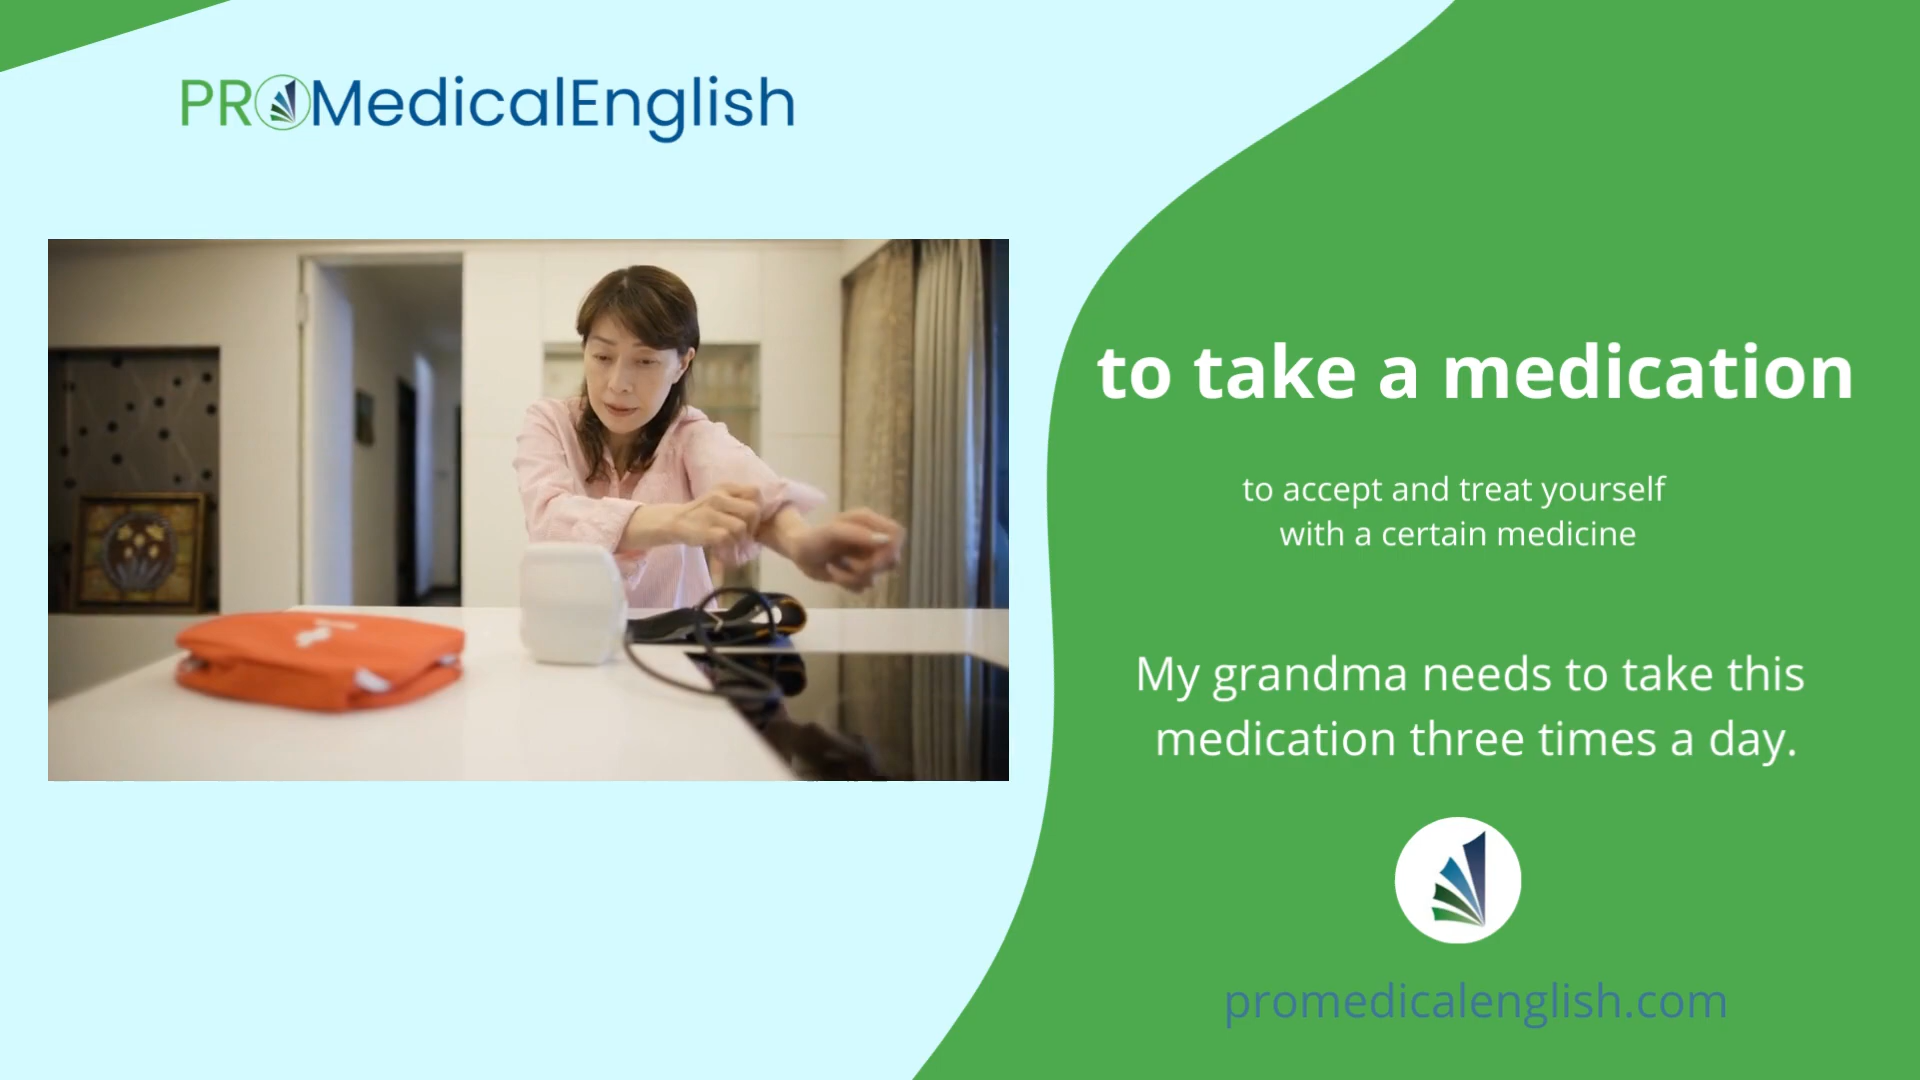 PROMedicalEnglish
to take a medication
to accept and treat yourself
with a certain medicine
My grandma needs to take this
medication three times a day.
promedicalenglish.com